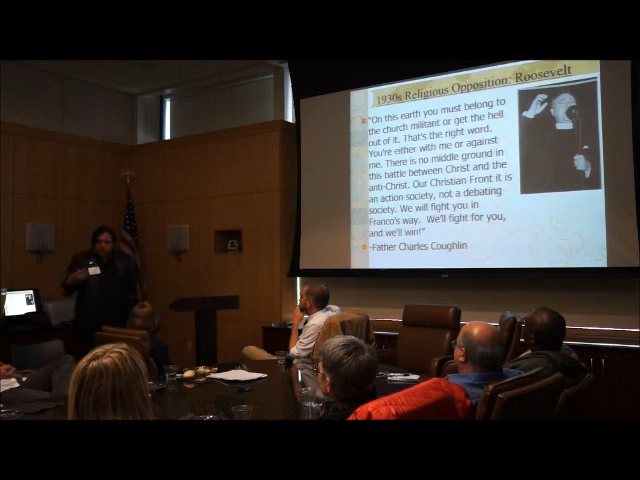 1930s Religious Opposition: Roosevelt
“On this earth you must belong to
the church militant or get the hell
out of it. That's the right word.
You're either with me or against
me. There is no middle ground in
this battle between Christ and the
anti-Christ. Our Christian Front it is
an action society, not a debating
society. We will fight you in
Franco's way.  We'll fight for you,
and we'll win!”
-Father Charles Coughlin